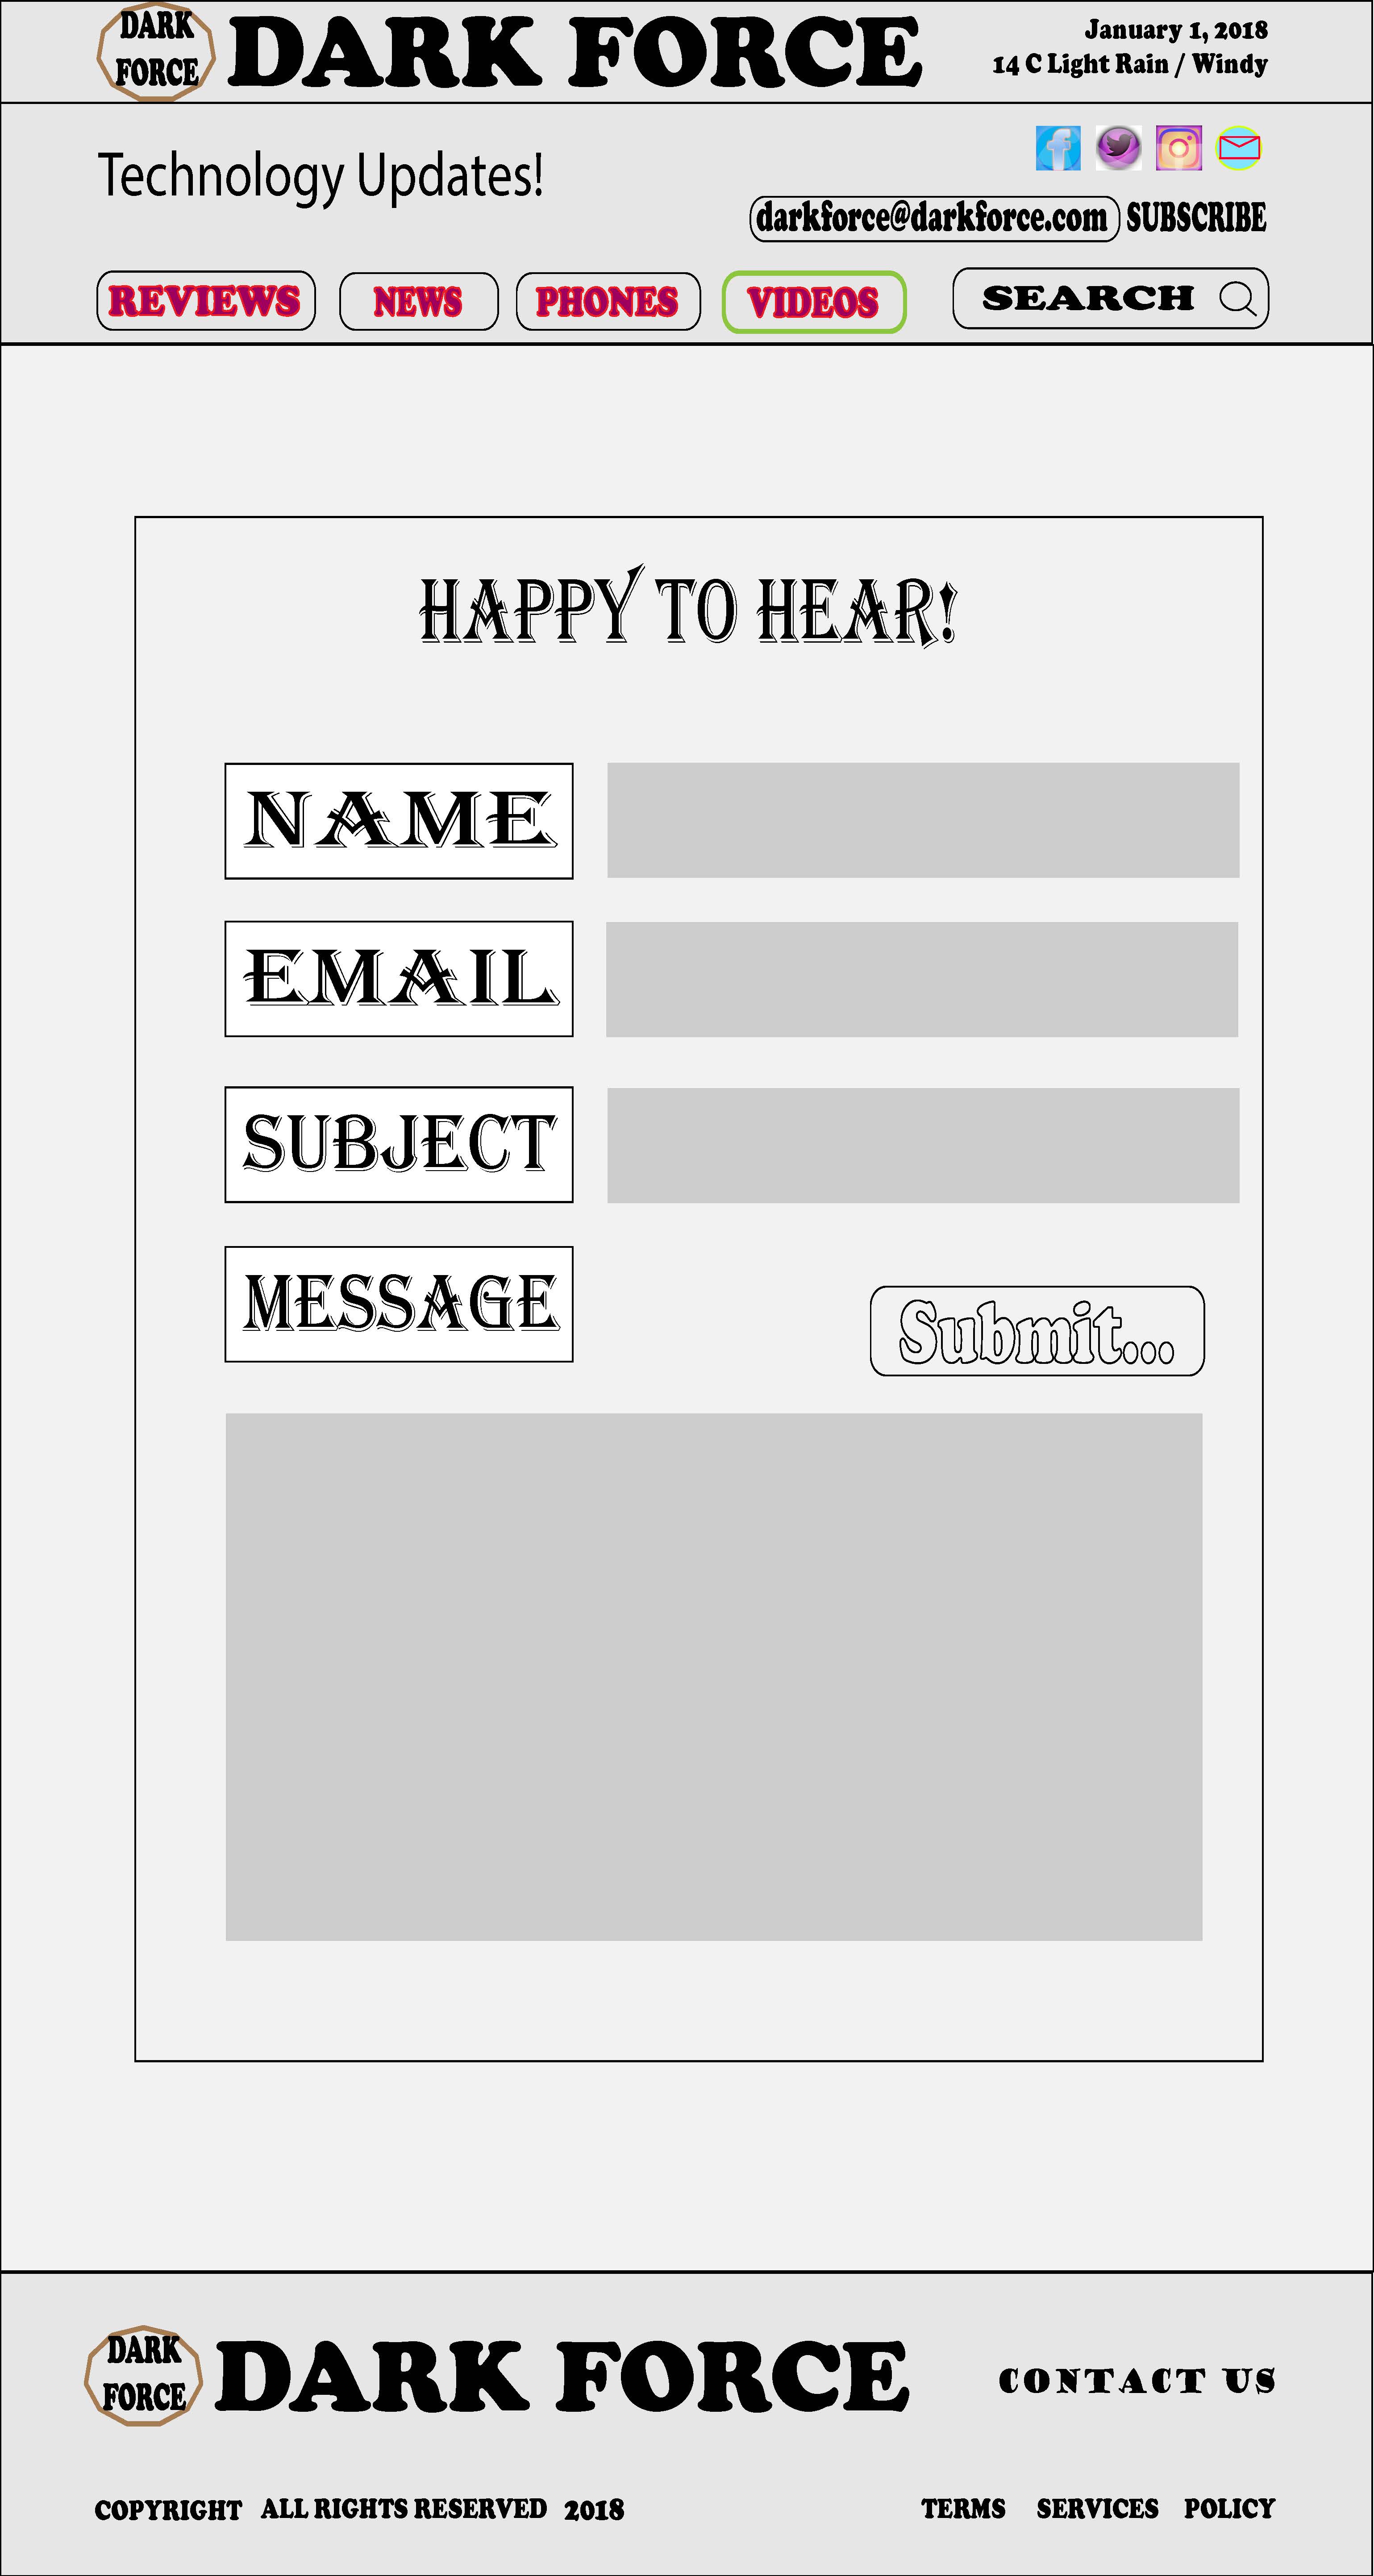 DARK
FORCE
DARK FORCE
January 1, 2018
14 C Light Rain / Windy
Technology Updates!
darkforce@darkforce.com SUBSCRIBE
REVIEWS NEWS PHONES VIDEOS SEARCH
HAPPY TO HEAR!
NAME
EMAIL
SUBJECT
MESSAGE
Submit...
DARK
FORCE
DARK FORCE
CONTACT US
COPYRIGHT ALL RIGHTS RESERVED 2018
TERMS SERVICES POLICY